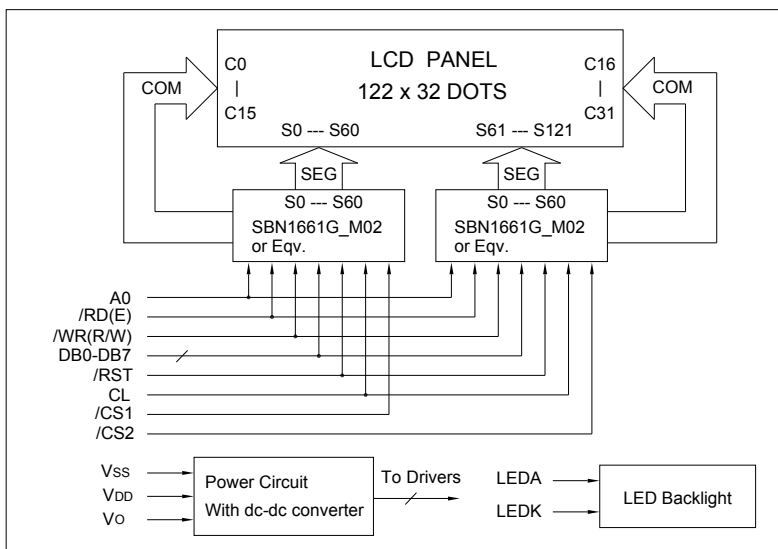 LCD PANEL
122 x 32 DOTS
C0
|
C15
C16
|
C31
COM
COM
S0 --- S60
S61 --- S121
SEG
SEG
S0 --- S60
SBN1661G_M02
or Eqv.
S0 --- S60
SBN1661G_M02
or Eqv.
A0
/RD(E)
/WR(R/W)
DB0-DB7
/RST
CL
/CS1
/CS2
VSS
VDD
VO
Power Circuit
With dc-dc converter
To Drivers
LEDA
LEDK
LED Backlight